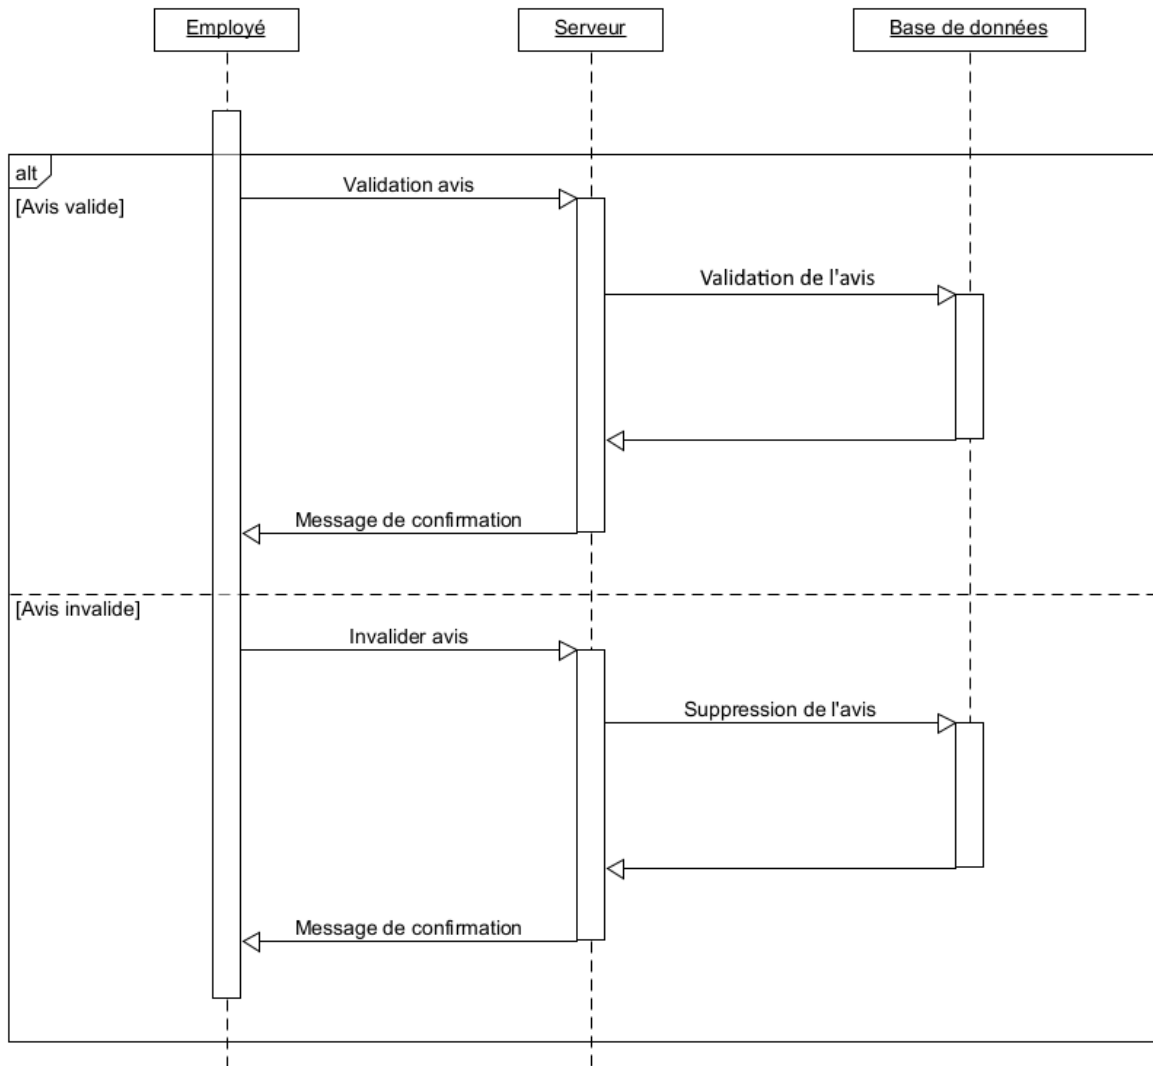 Employé
Serveur
Base de données
alt
[Avis valide]
Validation avis
Validation de l'avis
Message de confirmation
[Avis invalide]
Invalider avis
Suppression de l'avis
Message de confirmation